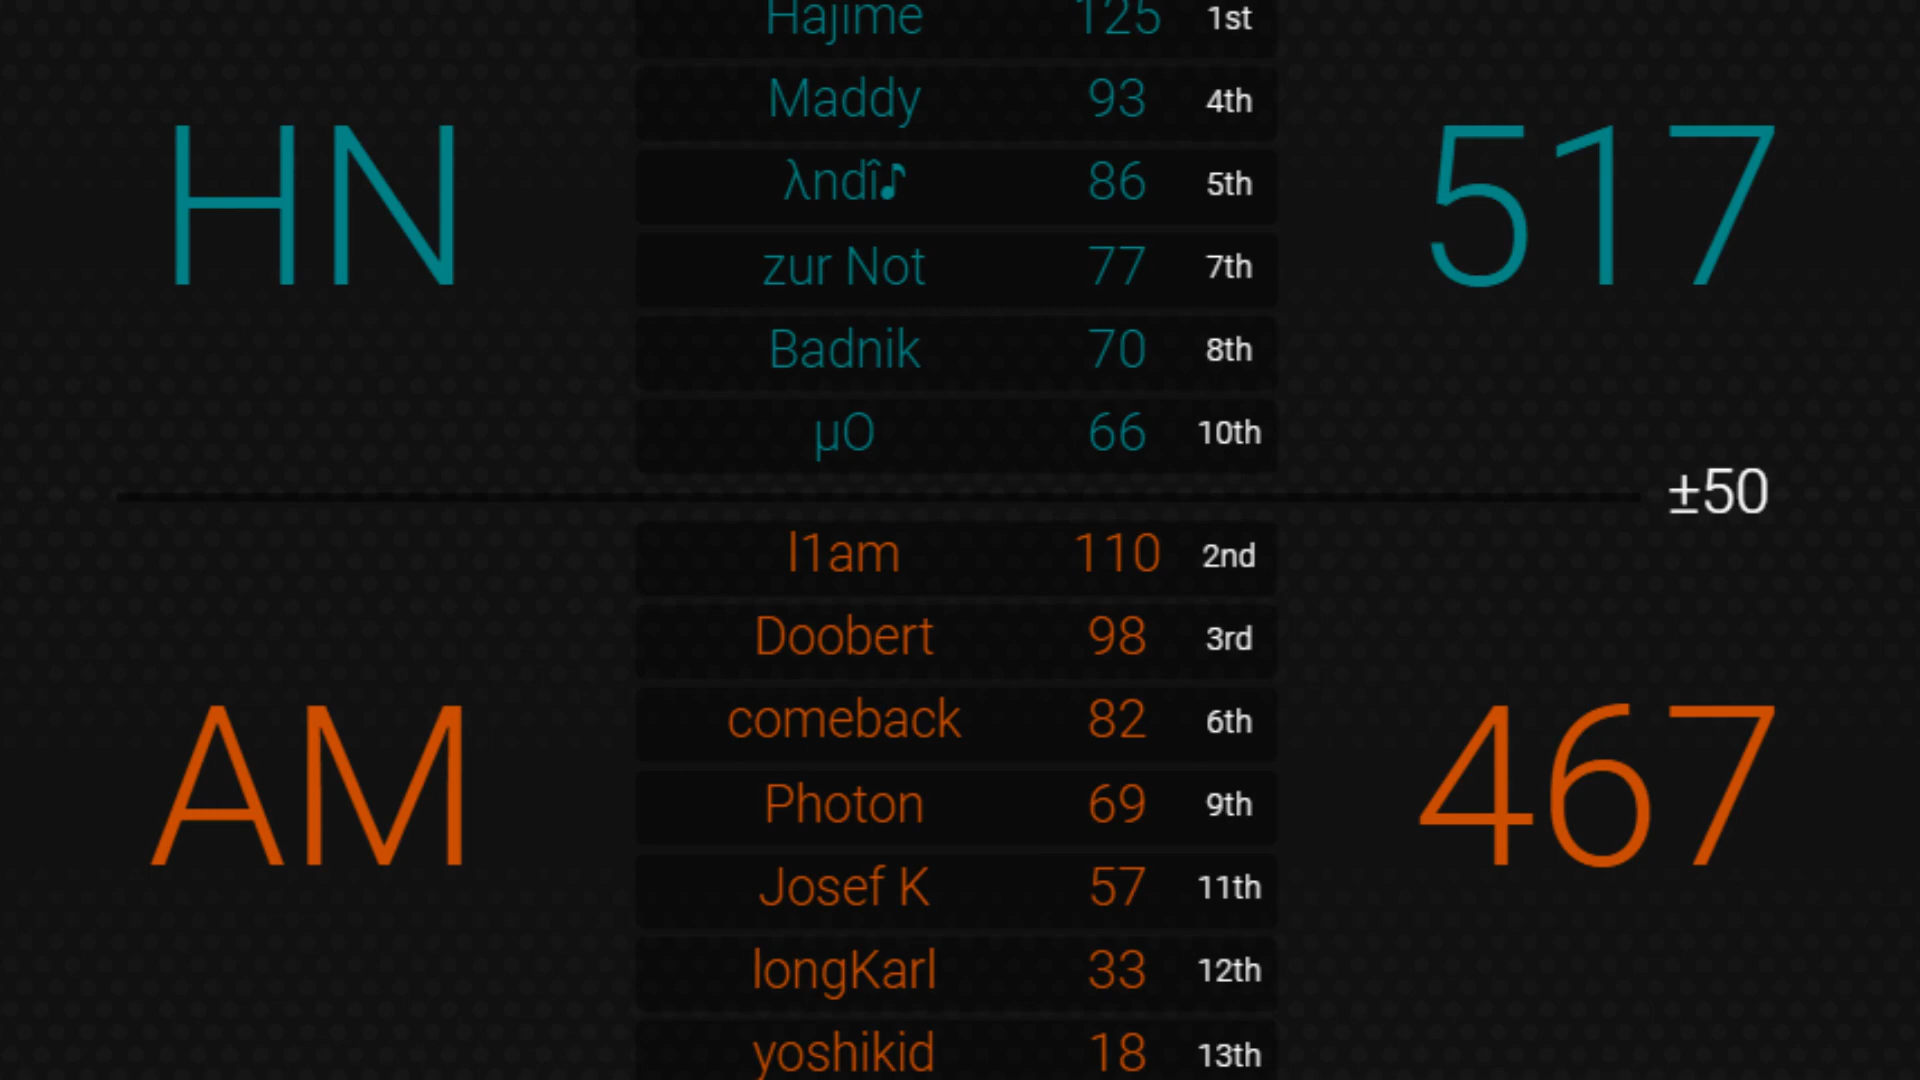 Hajime 125 1st
Maddy 93 4th
λndî♪ 86 5th
HN 517
zur Not 77 7th
Badnik 70 8th
µO 66 10th
±50
l1am 110 2nd
Doobert 98 3rd
comeback 82 6th
AM 467
Photon 69 9th
Josef K 57 11th
longKarl 33 12th
yoshikid 18 13th